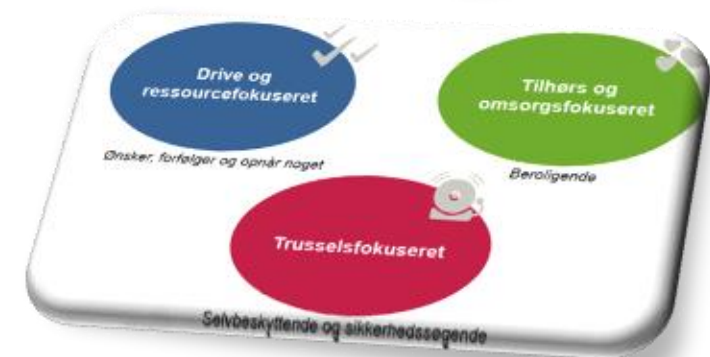 Drive og
ressourcefokuseret
Ønsker, forfølger og opnår noget
Tilhørs og
omsorgsfokuseret
Beroligende
Trusselsfokuseret
Selvbeskyttende og sikkerhedssøgende